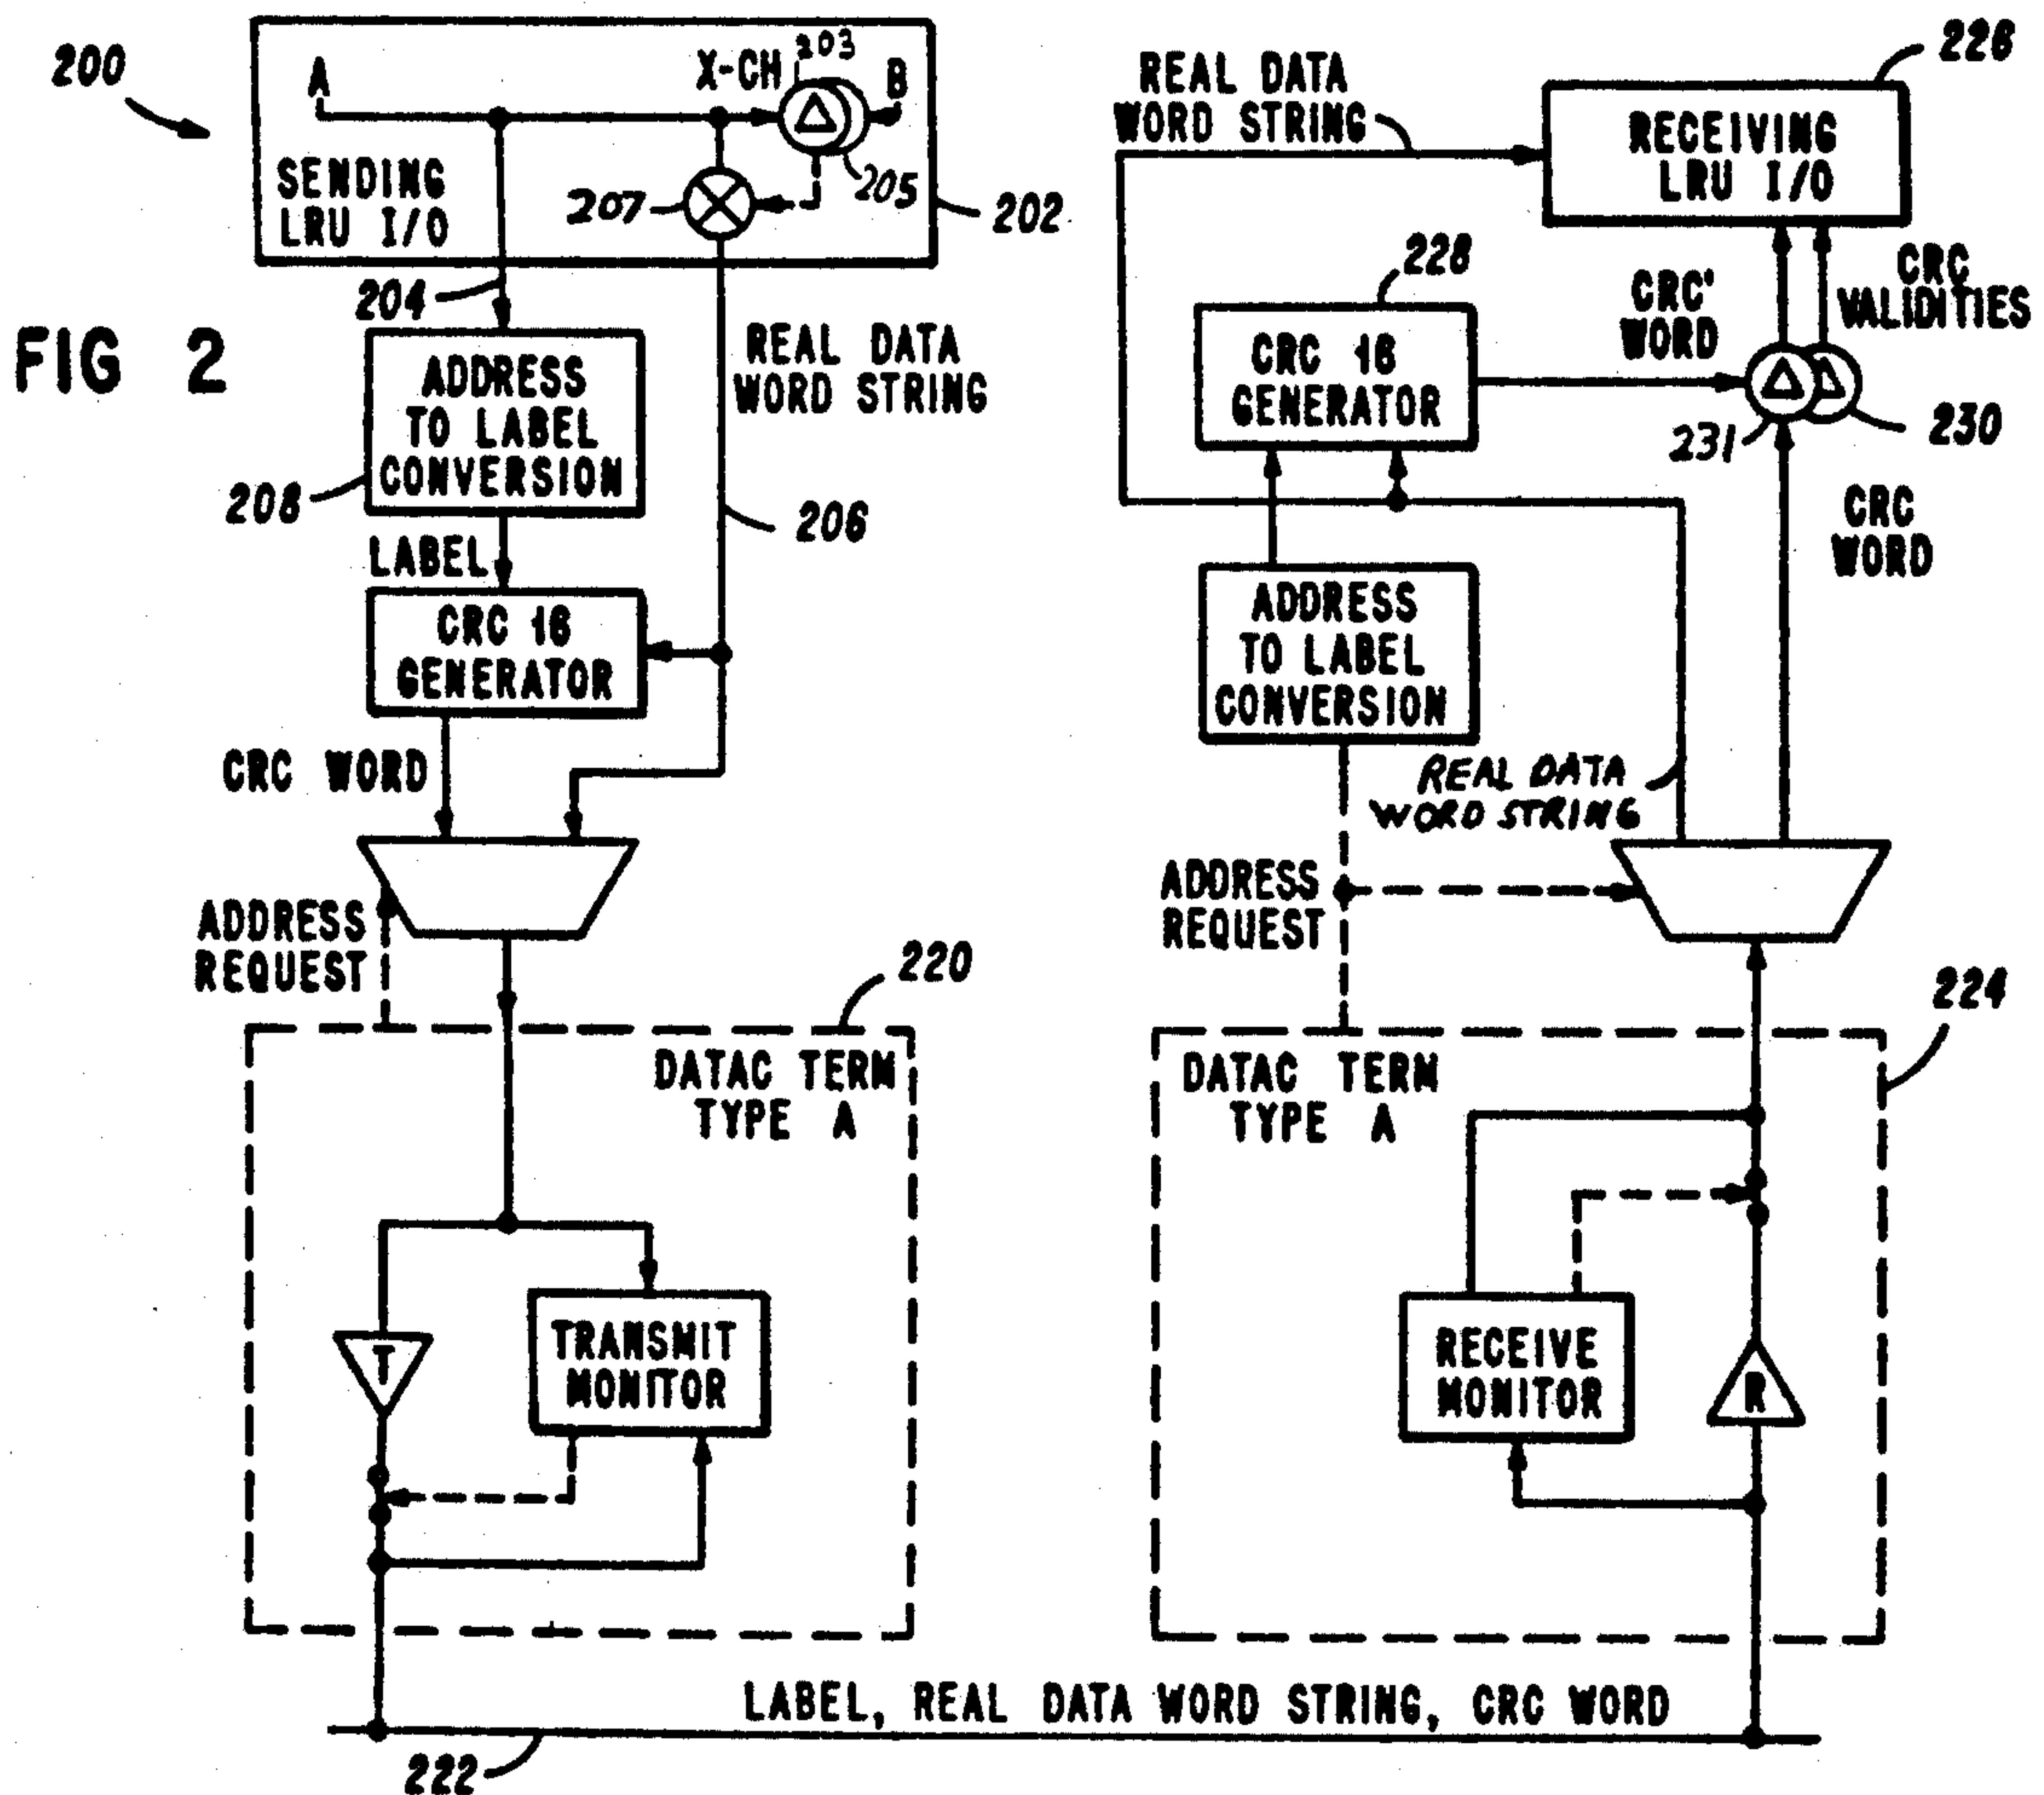 FIG 2
200
A
X-CH
203
B
205
207
202
SENDING
LRU I/O
204
ADDRESS
TO LABEL
CONVERSION
208
REAL DATA
WORD STRING
206
LABEL
CRC 16
GENERATOR
CRC WORD
ADDRESS
REQUEST
220
DATAC TERM
TYPE A
T
TRANSMIT
MONITOR
222
LABEL, REAL DATA WORD STRING, CRC WORD
REAL DATA
WORD STRING
226
RECEIVING
LRU I/O
228
CRC 16
GENERATOR
CRC'
WORD
CRC
VALIDITIES
231
230
CRC
WORD
ADDRESS
TO LABEL
CONVERSION
REAL DATA
WORD STRING
ADDRESS
REQUEST
224
DATAC TERM
TYPE A
RECEIVE
MONITOR
R